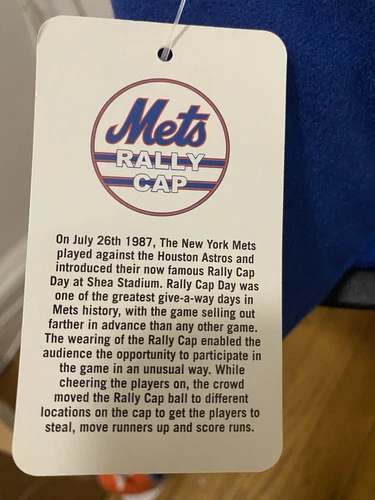 Mets
RALLY
CAP
On July 26th 1987, The New York Mets
played against the Houston Astros and
introduced their now famous Rally Cap
Day at Shea Stadium. Rally Cap Day was
one of the greatest give-a-way days in
Mets history, with the game selling out
farther in advance than any other game.
The wearing of the Rally Cap enabled the
audience the opportunity to participate in
the game in an unusual way. While
cheering the players on, the crowd
moved the Rally Cap ball to different
locations on the cap to get the players to
steal, move runners up and score runs.